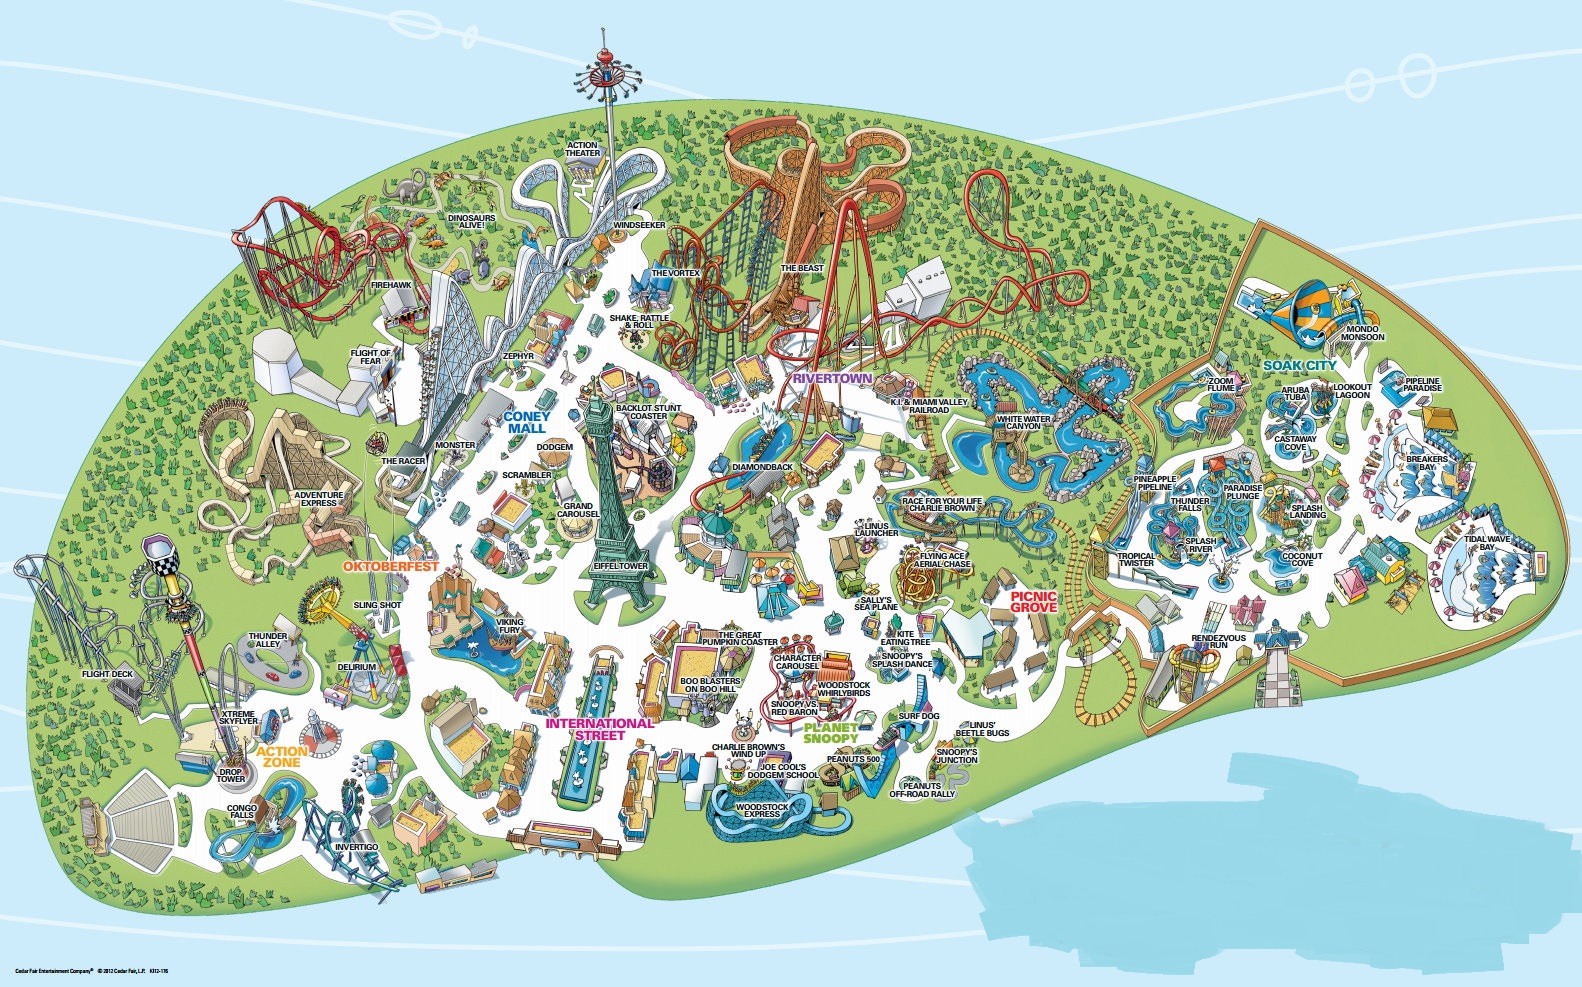 ACTION
THEATER
DINOSAURS
ALIVE!
WINDSEEKER
FIREHAWK
THE VORTEX
THE BEAST
SHAKE, RATTLE
& ROLL
FLIGHT OF
FEAR
ZEPHYR
RIVERTOWN
K.I. & MIAMI VALLEY
RAILROAD
WHITE WATER
CANYON
MONDO
MONSOON
SOAK CITY
ZOOM
FLUME
ARUBA
TUBA
LOOKOUT
LAGOON
PIPELINE
PARADISE
CASTAWAY
COVE
BREAKERS
BAY
CONEY
MALL
BACKLOT STUNT
COASTER
DODGEM
MONSTER
THE RACER
SCRAMBLER
DIAMONDBACK
ADVENTURE
EXPRESS
GRAND
CAROUSEL
RACE FOR YOUR LIFE
CHARLIE BROWN
PINEAPPLE
PIPELINE
PARADISE
PLUNGE
THUNDER
FALLS
SPLASH
LANDING
LINUS
LAUNCHER
SPLASH
RIVER
TIDAL WAVE
BAY
TROPICAL
TWISTER
COCONUT
COVE
FLYING ACE
AERIAL CHASE
OKTOBERFEST
EIFFEL TOWER
SLING SHOT
SALLY'S
SEA PLANE
PICNIC
GROVE
VIKING
FURY
THE GREAT
PUMPKIN COASTER
KITE
EATING TREE
THUNDER
ALLEY
RENDEZVOUS
RUN
CHARACTER
CAROUSEL
SNOOPY'S
SPLASH DANCE
DELIRIUM
FLIGHT DECK
BOO BLASTERS
ON BOO HILL
WOODSTOCK
WHIRLYBIRDS
SNOOPY VS.
RED BARON
XTREME
SKYFLYER
INTERNATIONAL
STREET
PLANET
SNOOPY
SURF DOG
LINUS'
BEETLE BUGS
ACTION
ZONE
CHARLIE BROWN'S
WIND UP
SNOOPY'S
JUNCTION
PEANUTS 500
DROP
TOWER
JOE COOL'S
DODGEM SCHOOL
PEANUTS
OFF-ROAD RALLY
CONGO
FALLS
WOODSTOCK
EXPRESS
INVERTIGO
Cedar Fair Entertainment Company® © 2012 Cedar Fair, L.P. KI12-176